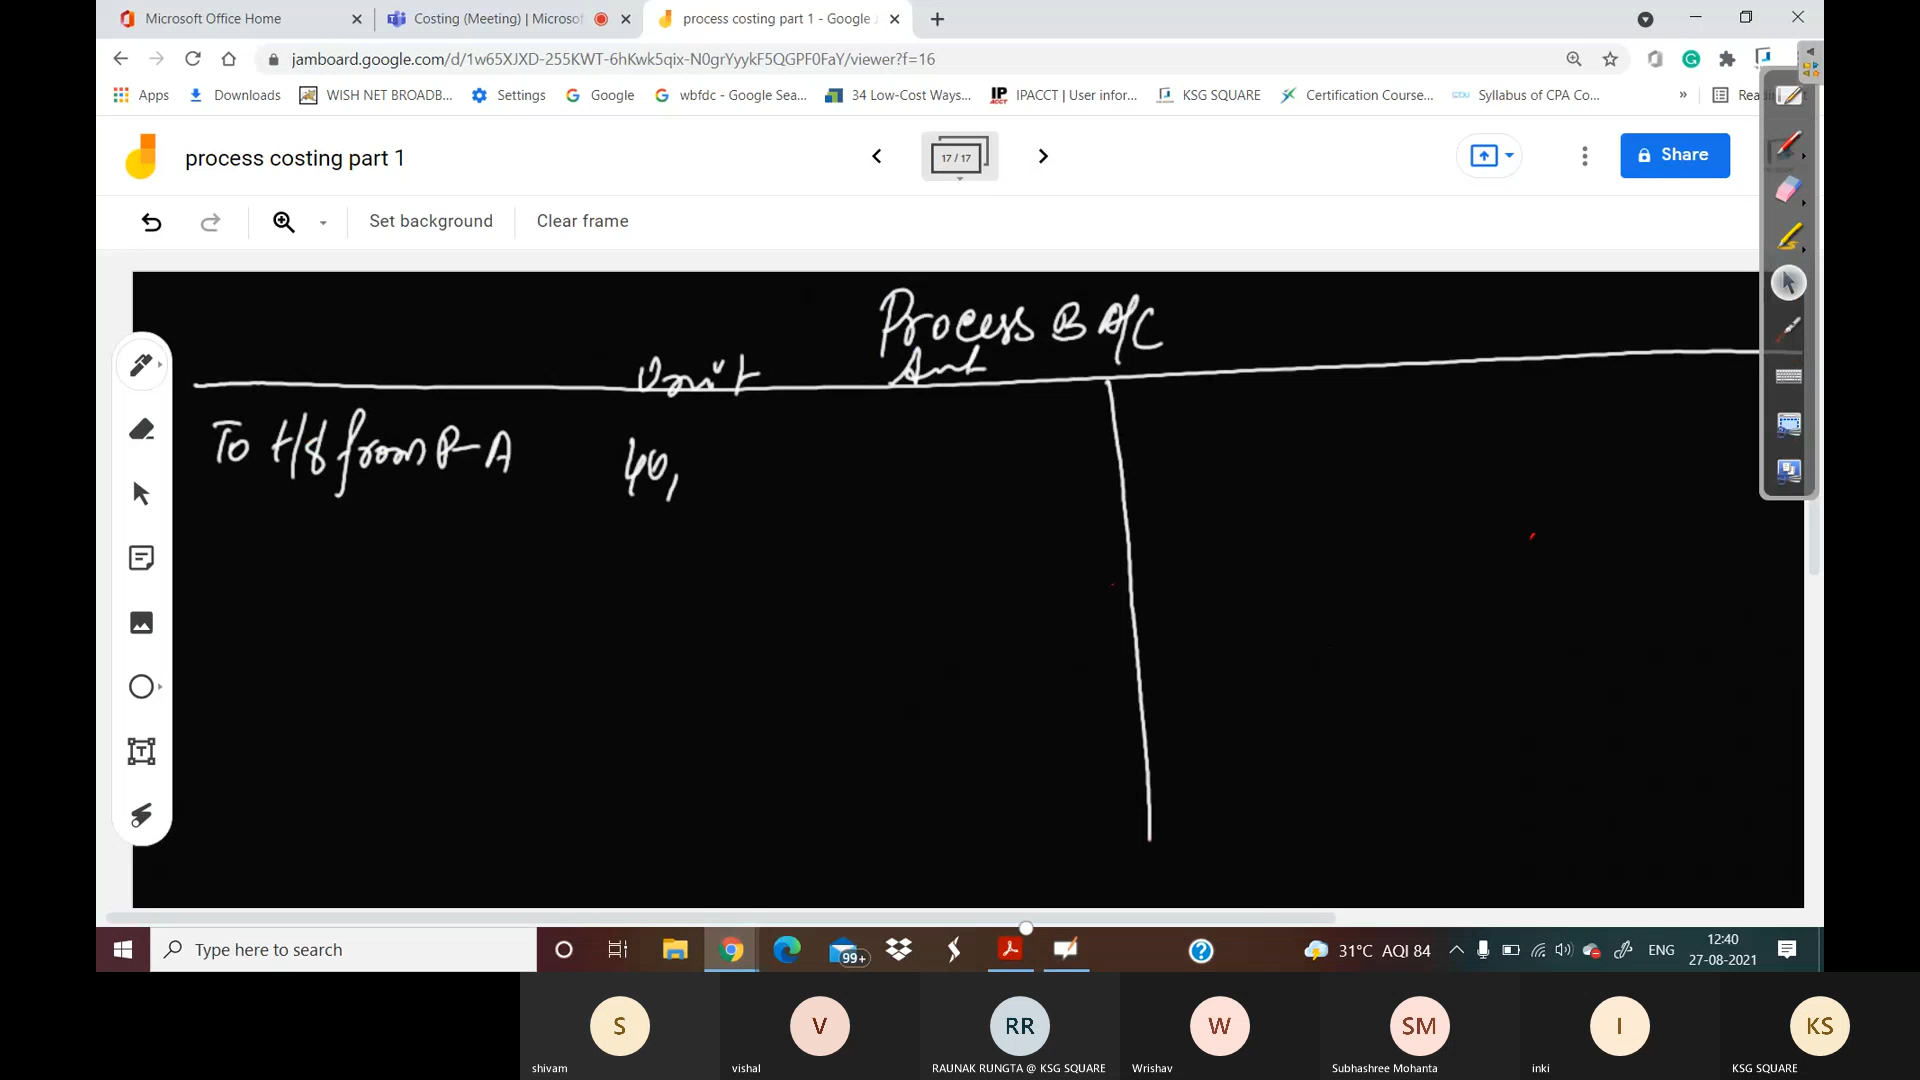 Microsoft Office Home
Costing (Meeting) | Microsof
process costing part 1 - Google J
jamboard.google.com/d/1w65XJXD-255KWT-6hKwk5qix-N0grYyykF5QGPF0FaY/viewer?f=16
Apps Downloads WISH NET BROADB... Settings Google wbfdc - Google Sea... 34 Low-Cost Ways... IP ACCT IPACCT | User infor... KSG SQUARE Certification Course... Syllabus of CPA Co... » Readi
process costing part 1
17 / 17
Share
Set background Clear frame
Process B A/C
Unit Amt
To t/f from P-A 40,
Type here to search
99+
31°C AQI 84
ENG
12:40
27-08-2021
S V RR W SM I KS
shivam vishal RAUNAK RUNGTA @ KSG SQUARE Wrishav Subhashree Mohanta inki KSG SQUARE